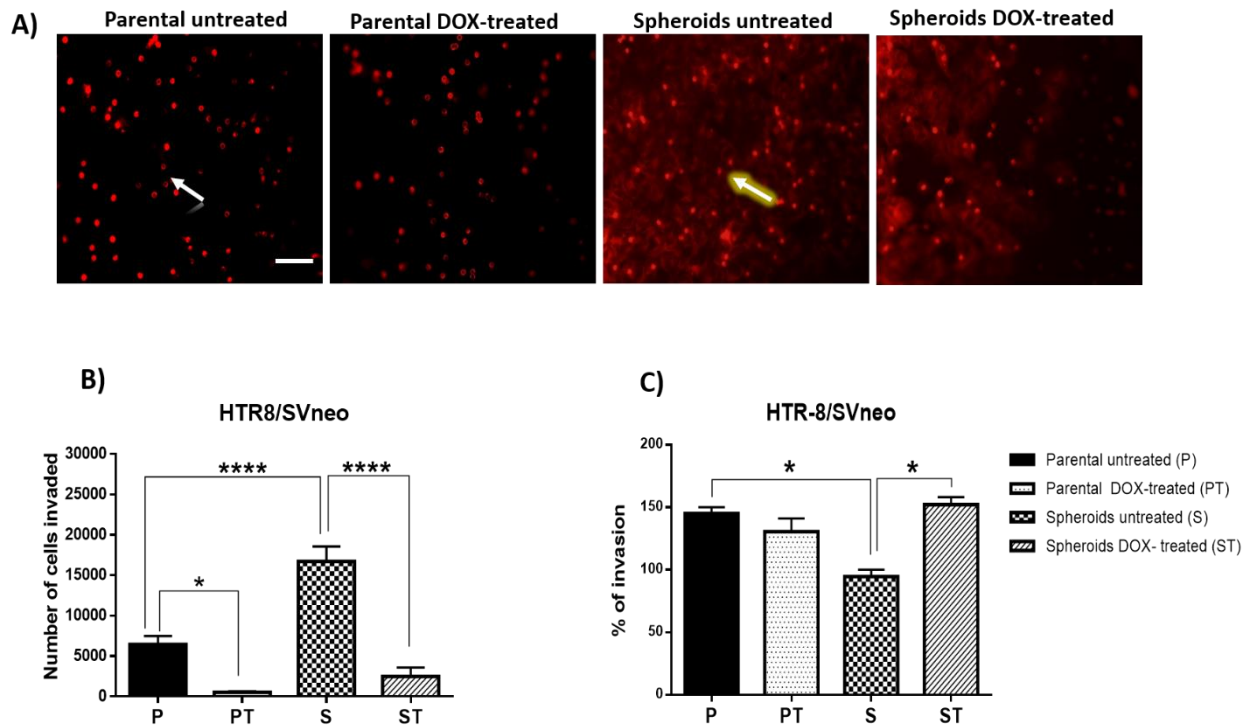 A)
Parental untreated
Parental DOX-treated
Spheroids untreated
Spheroids DOX-treated
B)
HTR8/SVneo
Number of cells invaded
30000
25000
20000
15000
10000
5000
0
****
****
*
P
PT
S
ST
C)
HTR-8/SVneo
% of invasion
200
150
100
50
0
*
*
P
PT
S
ST
Parental untreated (P)
Parental DOX-treated (PT)
Spheroids untreated (S)
Spheroids DOX- treated (ST)